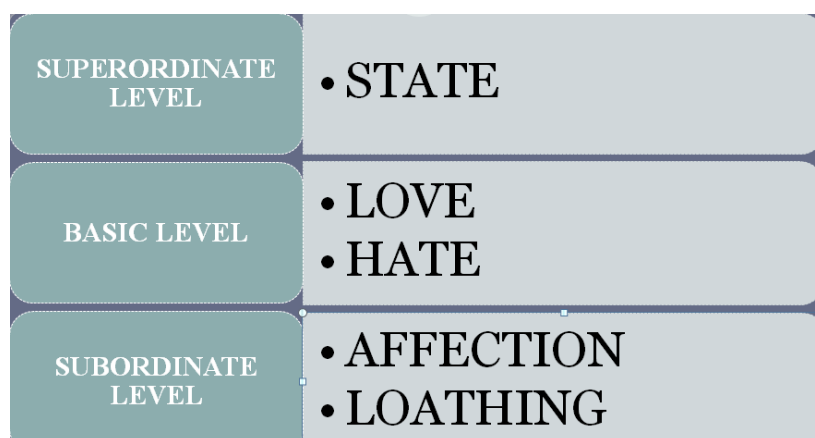 SUPERORDINATE
LEVEL
• STATE
BASIC LEVEL
• LOVE
• HATE
SUBORDINATE
LEVEL
• AFFECTION
• LOATHING